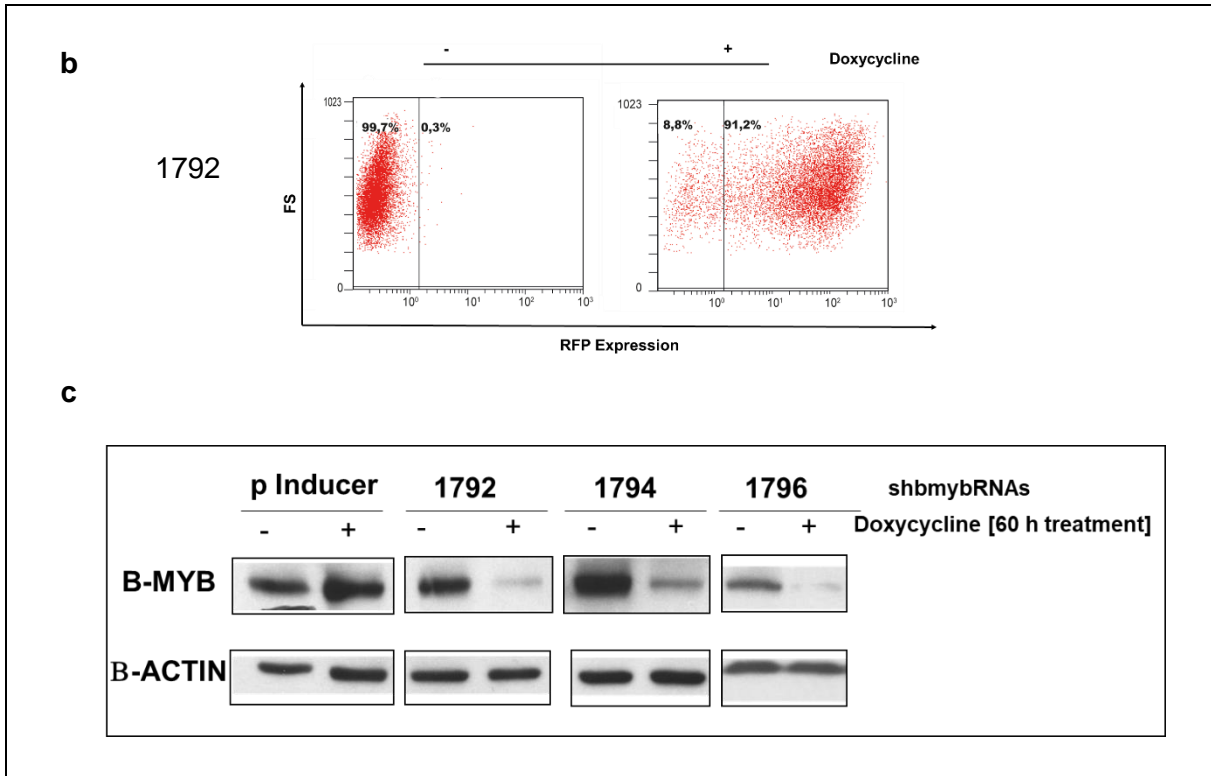 b
- + Doxycycline
1023 1023
99,7% 0,3% 8,8% 91,2%
1792
FS
0 0
10⁰ 10¹ 10² 10³ 10⁰ 10¹ 10² 10³
RFP Expression
c
p Inducer 1792 1794 1796 shbmybRNAs
- + - + - + - + Doxycycline [60 h treatment]
B-MYB
B-ACTIN